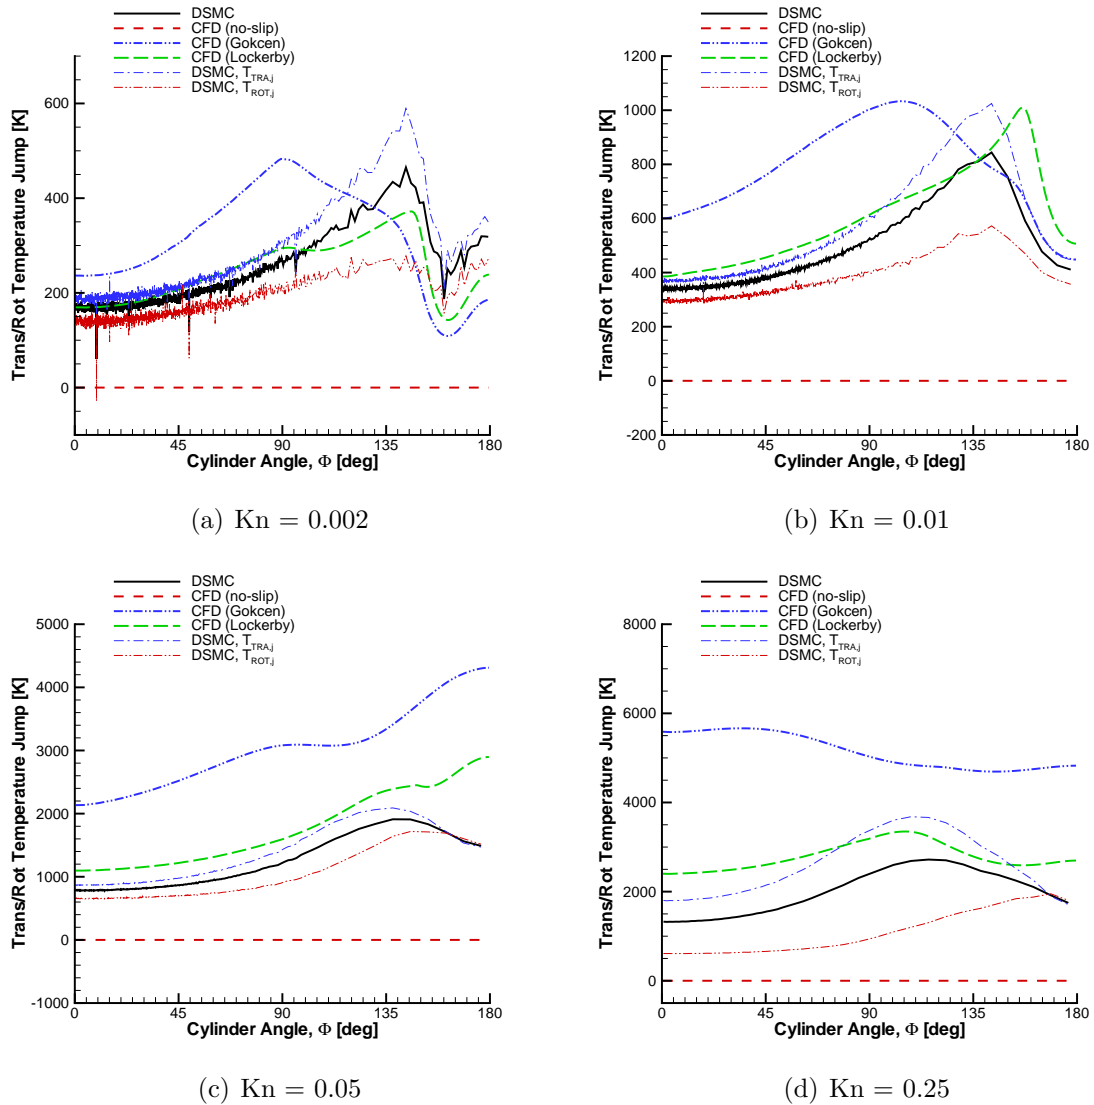 DSMC
CFD (no-slip)
CFD (Gokcen)
CFD (Lockerby)
DSMC, T_TRA,j
DSMC, T_ROT,j
Trans/Rot Temperature Jump [K]
600
400
200
0
0 45 90 135 180
Cylinder Angle, Φ [deg]
(a) Kn = 0.002
DSMC
CFD (no-slip)
CFD (Gokcen)
CFD (Lockerby)
DSMC, T_TRA,j
DSMC, T_ROT,j
Trans/Rot Temperature Jump [K]
1200
1000
800
600
400
200
0
-200
0 45 90 135 180
Cylinder Angle, Φ [deg]
(b) Kn = 0.01
DSMC
CFD (no-slip)
CFD (Gokcen)
CFD (Lockerby)
DSMC, T_TRA,j
DSMC, T_ROT,j
Trans/Rot Temperature Jump [K]
5000
4000
3000
2000
1000
0
-1000
0 45 90 135 180
Cylinder Angle, Φ [deg]
(c) Kn = 0.05
DSMC
CFD (no-slip)
CFD (Gokcen)
CFD (Lockerby)
DSMC, T_TRA,j
DSMC, T_ROT,j
Trans/Rot Temperature Jump [K]
8000
6000
4000
2000
0
0 45 90 135 180
Cylinder Angle, Φ [deg]
(d) Kn = 0.25